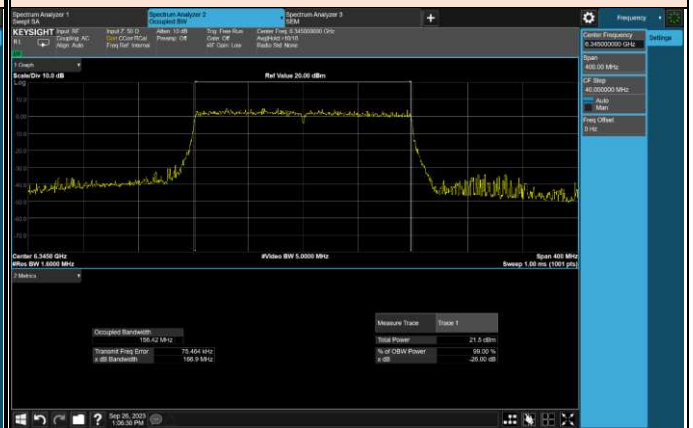 Spectrum Analyzer 1
Swept SA
Spectrum Analyzer 2
Occupied BW
Spectrum Analyzer 3
SEM
+
Frequency
KEYSIGHT
Input: RF
Coupling: AC
Align: Auto
Input Z: 50 Ω
Corr CCorr RCal
Freq Ref: Internal
Atten: 10 dB
Preamp: Off
Trig: Free Run
Gate: Off
#IF Gain: Low
Center Freq: 6.345000000 GHz
Avg|Hold: >10/10
Radio Std: None
Center Frequency
6.345000000 GHz
Settings
Span
400.00 MHz
CF Step
40.000000 MHz
Auto
Man
Freq Offset
0 Hz
1 Graph
Scale/Div 10.0 dB
Ref Value 20.00 dBm
Log
10.0
0.00
-10.0
-20.0
-30.0
-40.0
-50.0
-60.0
-70.0
Center 6.3450 GHz
#Video BW 5.0000 MHz
Span 400 MHz
#Res BW 1.6000 MHz
Sweep 1.00 ms (1001 pts)
2 Metrics
Measure Trace
Trace 1
Occupied Bandwidth
156.42 MHz
Total Power
21.5 dBm
Transmit Freq Error
75.464 kHz
% of OBW Power
99.00 %
x dB Bandwidth
166.9 MHz
x dB
-26.00 dB
?
Sep 26, 2023
1:06:38 PM